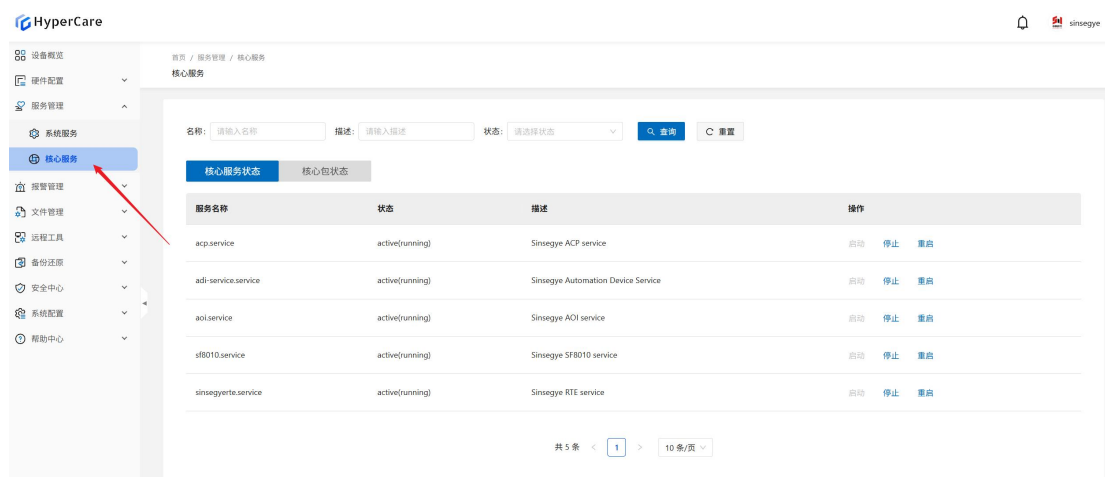 HyperCare
sinsegye
设备概览
硬件配置
服务管理
系统服务
核心服务
报警管理
文件管理
远程工具
备份还原
安全中心
系统配置
帮助中心
首页 / 服务管理 / 核心服务
核心服务
名称: 请输入名称 描述: 请输入描述 状态: 请选择状态 查询 重置
核心服务状态 核心包状态
服务名称 状态 描述 操作
acp.service active(running) Sinsegye ACP service 启动 停止 重启
adi-service.service active(running) Sinsegye Automation Device Service 启动 停止 重启
aoi.service active(running) Sinsegye AOI service 启动 停止 重启
sf8010.service active(running) Sinsegye SF8010 service 启动 停止 重启
sinsegyerte.service active(running) Sinsegye RTE service 启动 停止 重启
共 5 条 < 1 > 10 条/页